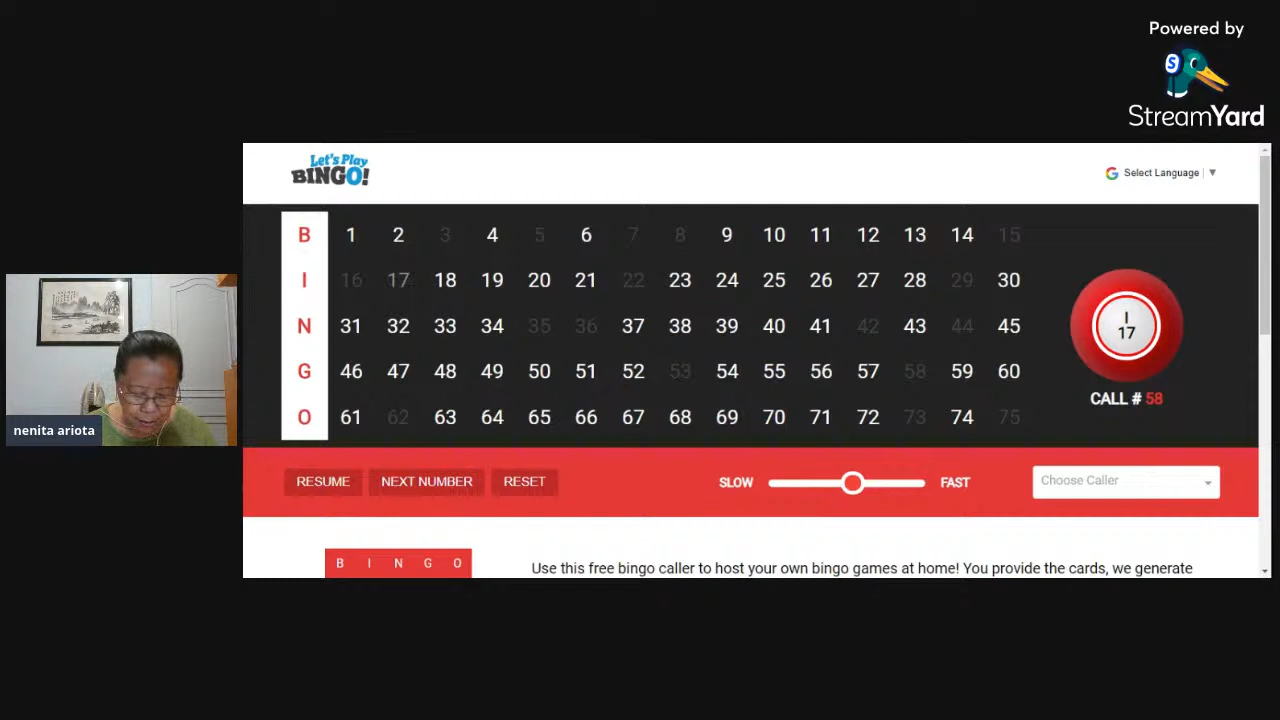 Powered by
StreamYard
Let's Play
BINGO!
Select Language ▼
B 1 2 3 4 5 6 7 8 9 10 11 12 13 14 15
I 16 17 18 19 20 21 22 23 24 25 26 27 28 29 30
N 31 32 33 34 35 36 37 38 39 40 41 42 43 44 45
G 46 47 48 49 50 51 52 53 54 55 56 57 58 59 60
O 61 62 63 64 65 66 67 68 69 70 71 72 73 74 75
I
17
CALL # 58
nenita ariota
RESUME NEXT NUMBER RESET SLOW FAST Choose Caller
B I N G O
Use this free bingo caller to host your own bingo games at home! You provide the cards, we generate